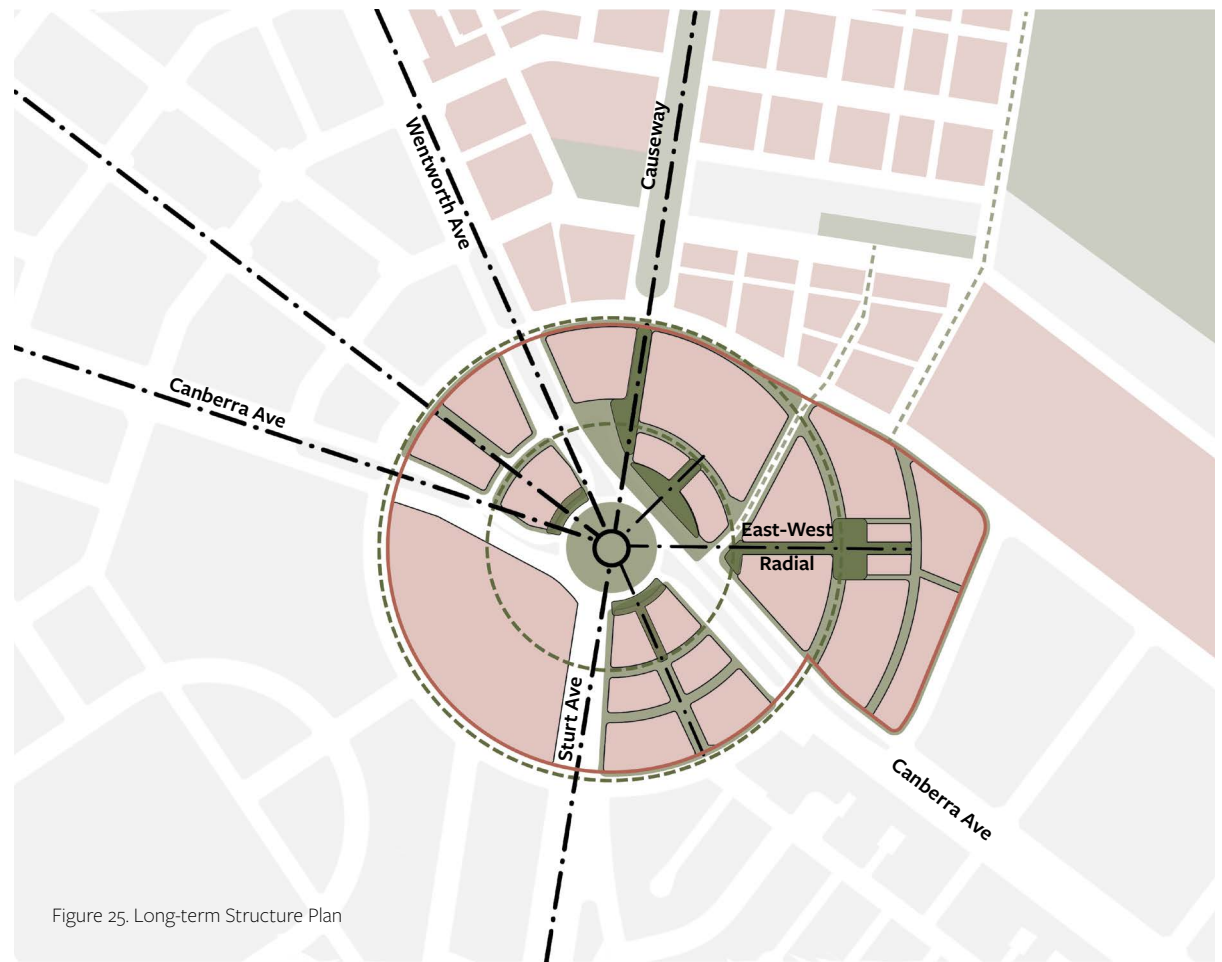 Wentworth Ave
Causeway
Canberra Ave
East-West
Radial
Sturt Ave
Canberra Ave
Figure 25. Long-term Structure Plan